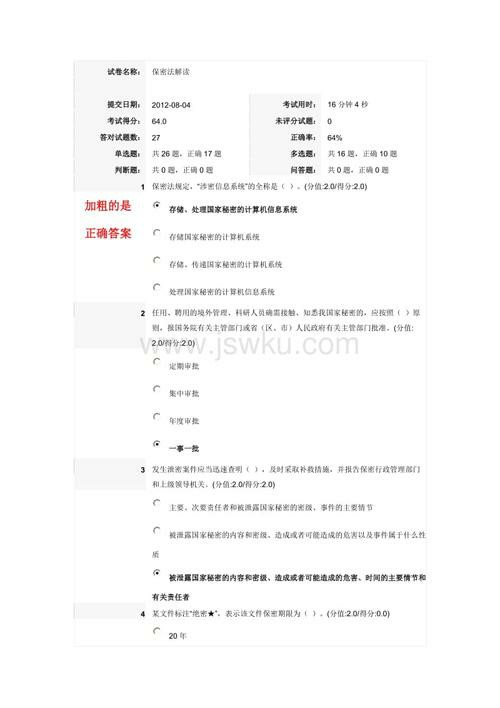 试卷名称： 保密法解读
提交日期： 2012-08-04 考试用时： 16 分钟 4 秒
考试得分： 64.0 未评分试题： 0
答对试题数： 27 正确率： 64%
单选题： 共 26 题，正确 17 题 多选题： 共 16 题，正确 10 题
判断题： 共 0 题，正确 0 题 问答题： 共 0 题，正确 0 题
1 保密法规定，“涉密信息系统”的全称是（ ）。(分值:2.0/得分:2.0)
加粗的是
正确答案
存储、处理国家秘密的计算机信息系统
存储国家秘密的计算机系统
存储、传递国家秘密的计算机系统
处理国家秘密的计算机信息系统
2 任用、聘用的境外管理、科研人员确需接触、知悉我国家秘密的，应按照（ ）原
则，报国务院有关主管部门或省（区、市）人民政府有关主管部门批准。(分值:
2.0/得分:2.0)
www.jswku.com
定期审批
集中审批
年度审批
一事一批
3 发生泄密案件应当迅速查明（ ），及时采取补救措施，并报告保密行政管理部门
和上级领导机关。(分值:2.0/得分:2.0)
主要、次要责任者和被泄露国家秘密的密级、事件的主要情节
被泄露国家秘密的内容和密级、造成或者可能造成的危害以及事件属于什么性
质
被泄露国家秘密的内容和密级、造成或者可能造成的危害、时间的主要情节和
有关责任者
4 某文件标注“绝密★”，表示该文件保密期限为（ ）。(分值:2.0/得分:0.0)
20 年